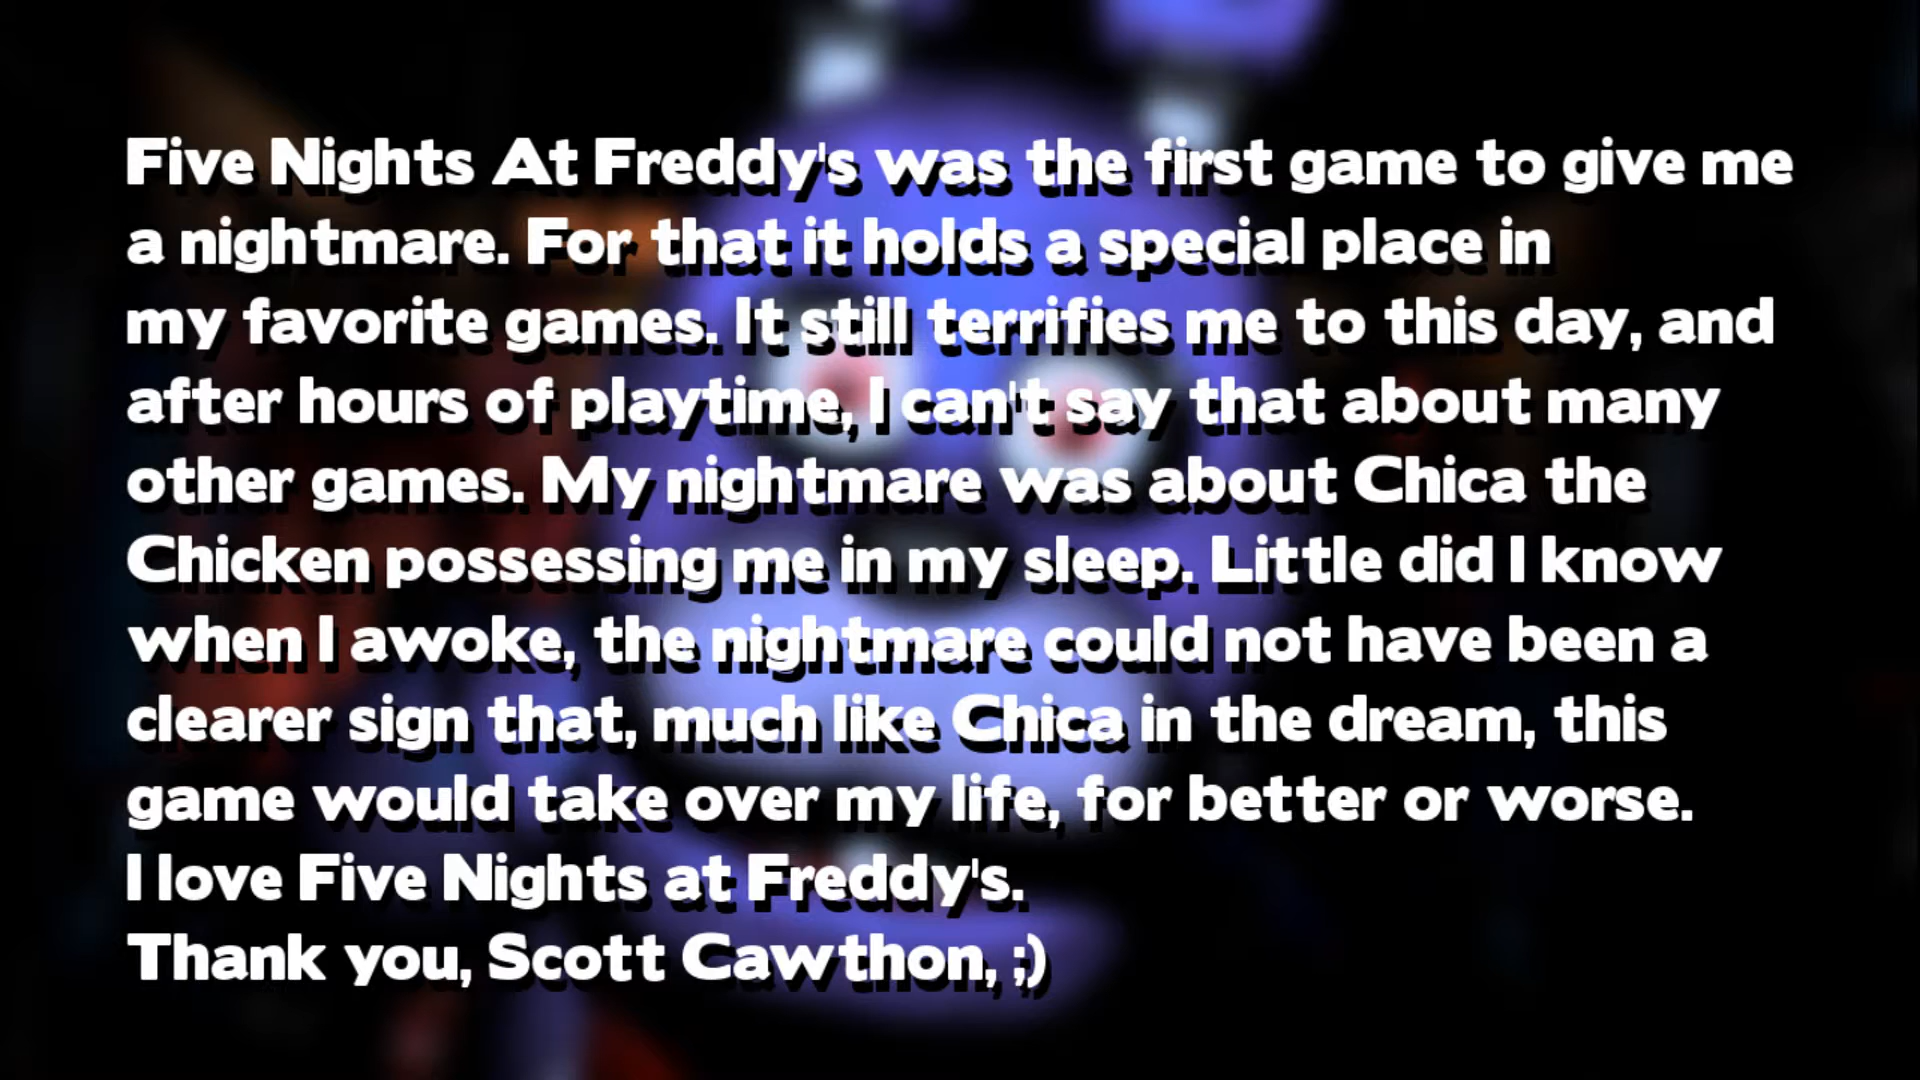 Five Nights At Freddy's was the first game to give me
a nightmare. For that it holds a special place in
my favorite games. It still terrifies me to this day, and
after hours of playtime, I can't say that about many
other games. My nightmare was about Chica the
Chicken possessing me in my sleep. Little did I know
when I awoke, the nightmare could not have been a
clearer sign that, much like Chica in the dream, this
game would take over my life, for better or worse.
I love Five Nights at Freddy's.
Thank you, Scott Cawthon, ;)